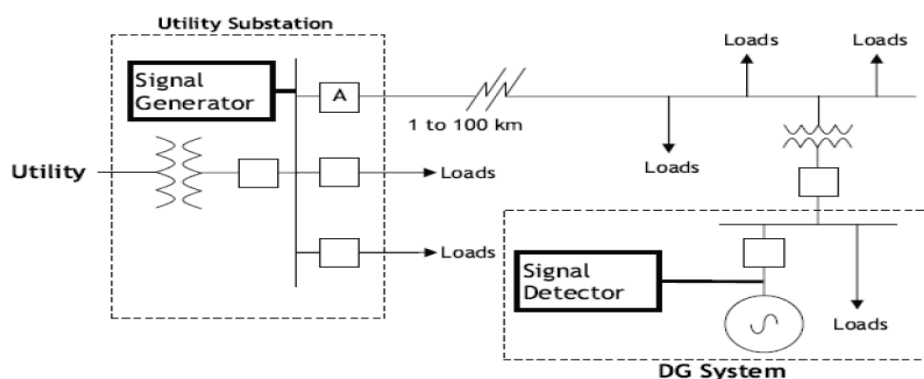 Utility Substation
Signal
Generator
A
1 to 100 km
Loads
Loads
Loads
Utility
Loads
Loads
Signal
Detector
Loads
DG System